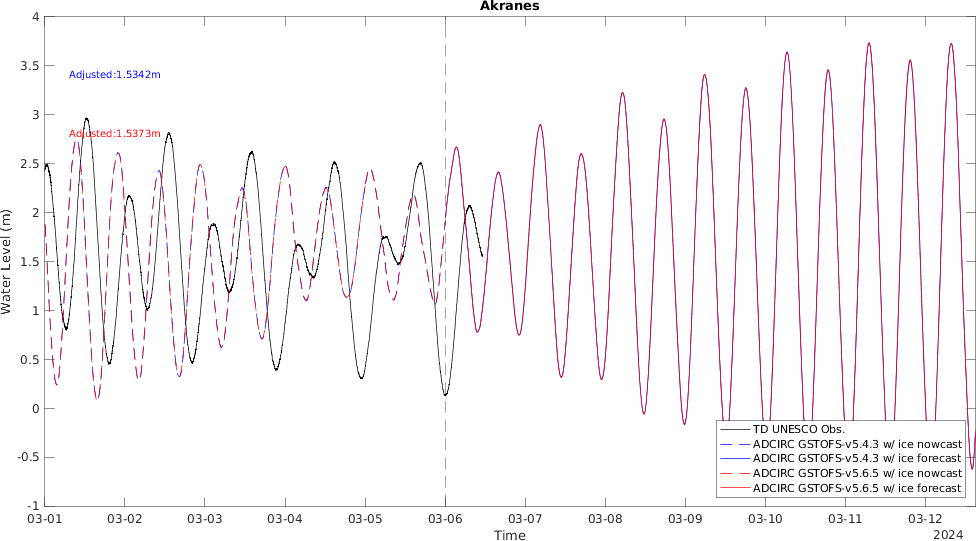 Akranes
4
3.5
3
2.5
2
1.5
1
0.5
0
-0.5
-1
Water Level (m)
Adjusted:1.5342m
Adjusted:1.5373m
TD UNESCO Obs.
ADCIRC GSTOFS-v5.4.3 w/ ice nowcast
ADCIRC GSTOFS-v5.4.3 w/ ice forecast
ADCIRC GSTOFS-v5.6.5 w/ ice nowcast
ADCIRC GSTOFS-v5.6.5 w/ ice forecast
03-01 03-02 03-03 03-04 03-05 03-06 03-07 03-08 03-09 03-10 03-11 03-12
Time
2024